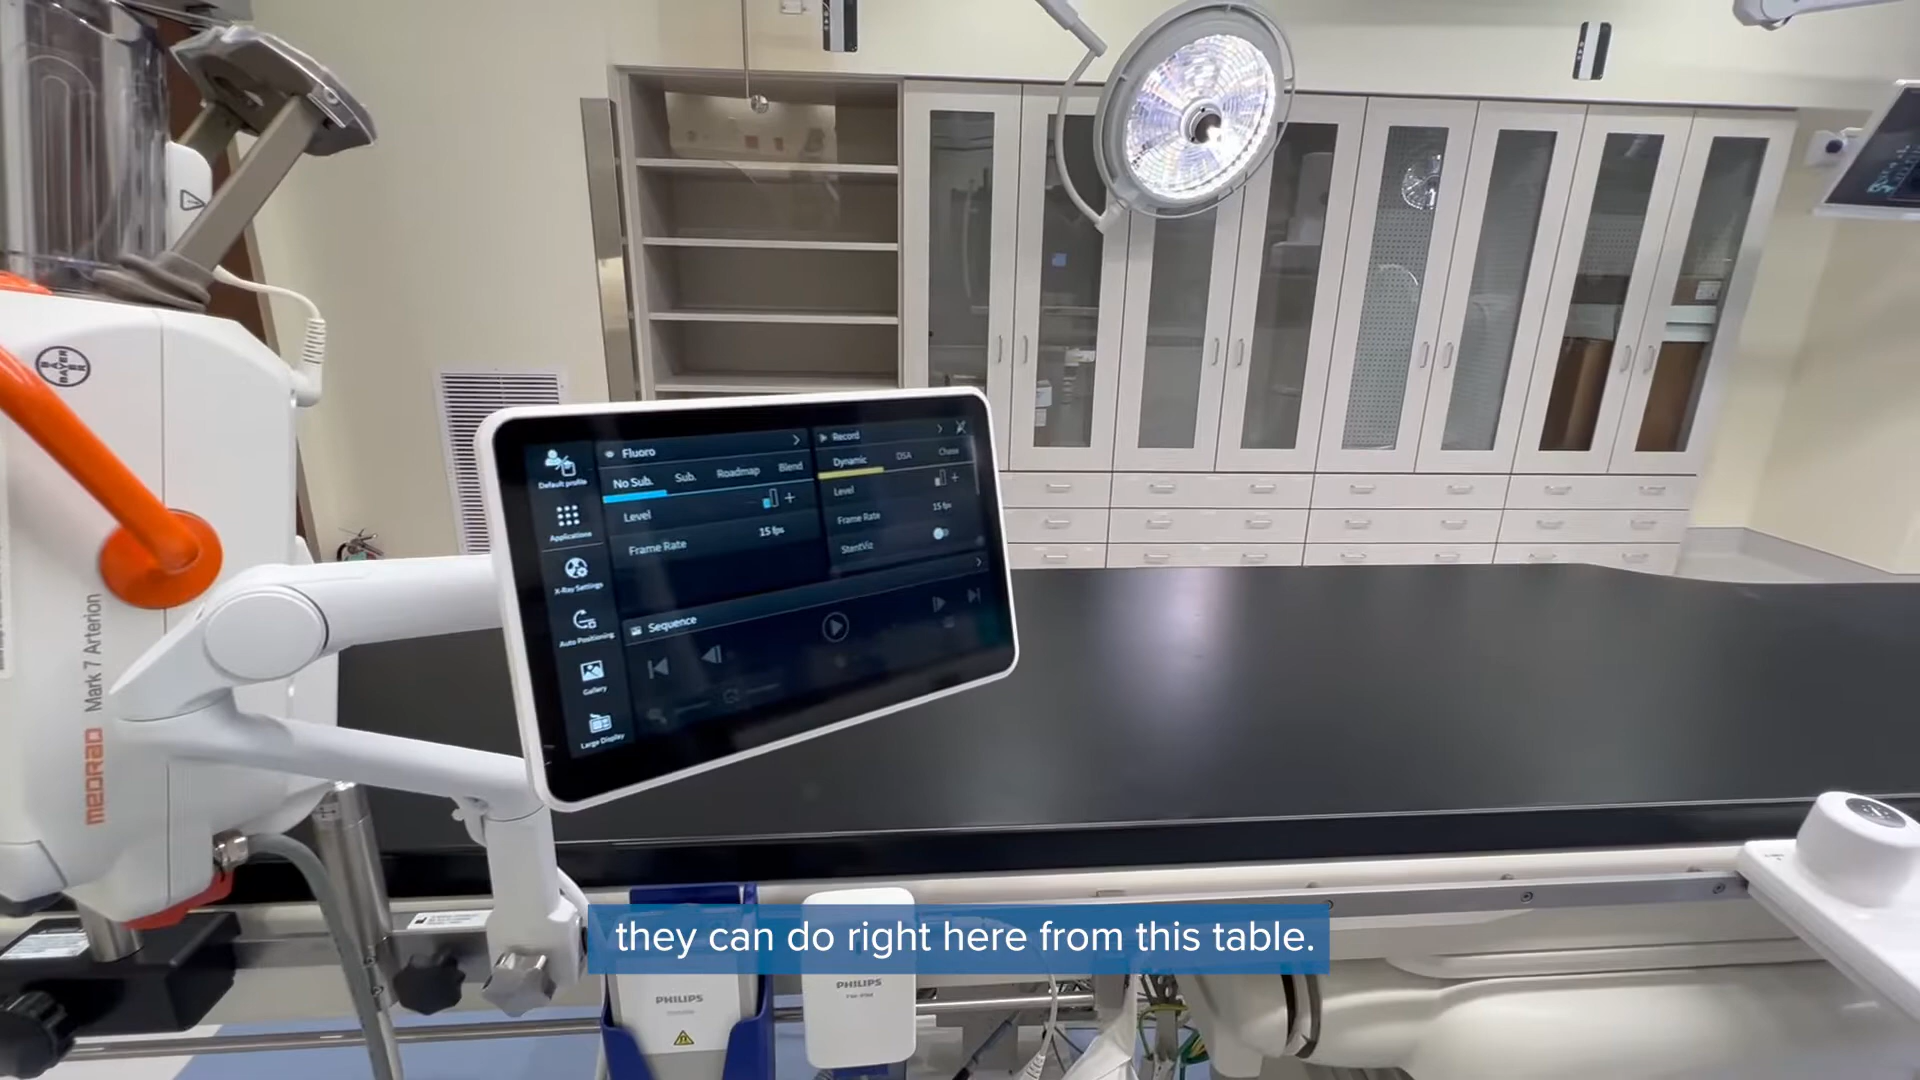 BAYER
MEDRAD Mark 7 Arterion
Default profile
Applications
X-Ray Settings
Auto Positioning
Gallery
Large Display
Fluoro
No Sub. Sub. Roadmap Blend
Level
Frame Rate 15 fps
Record
Dynamic DSA Chase
Level
Frame Rate 15 fps
StentViz
Sequence
they can do right here from this table.
PHILIPS
PHILIPS